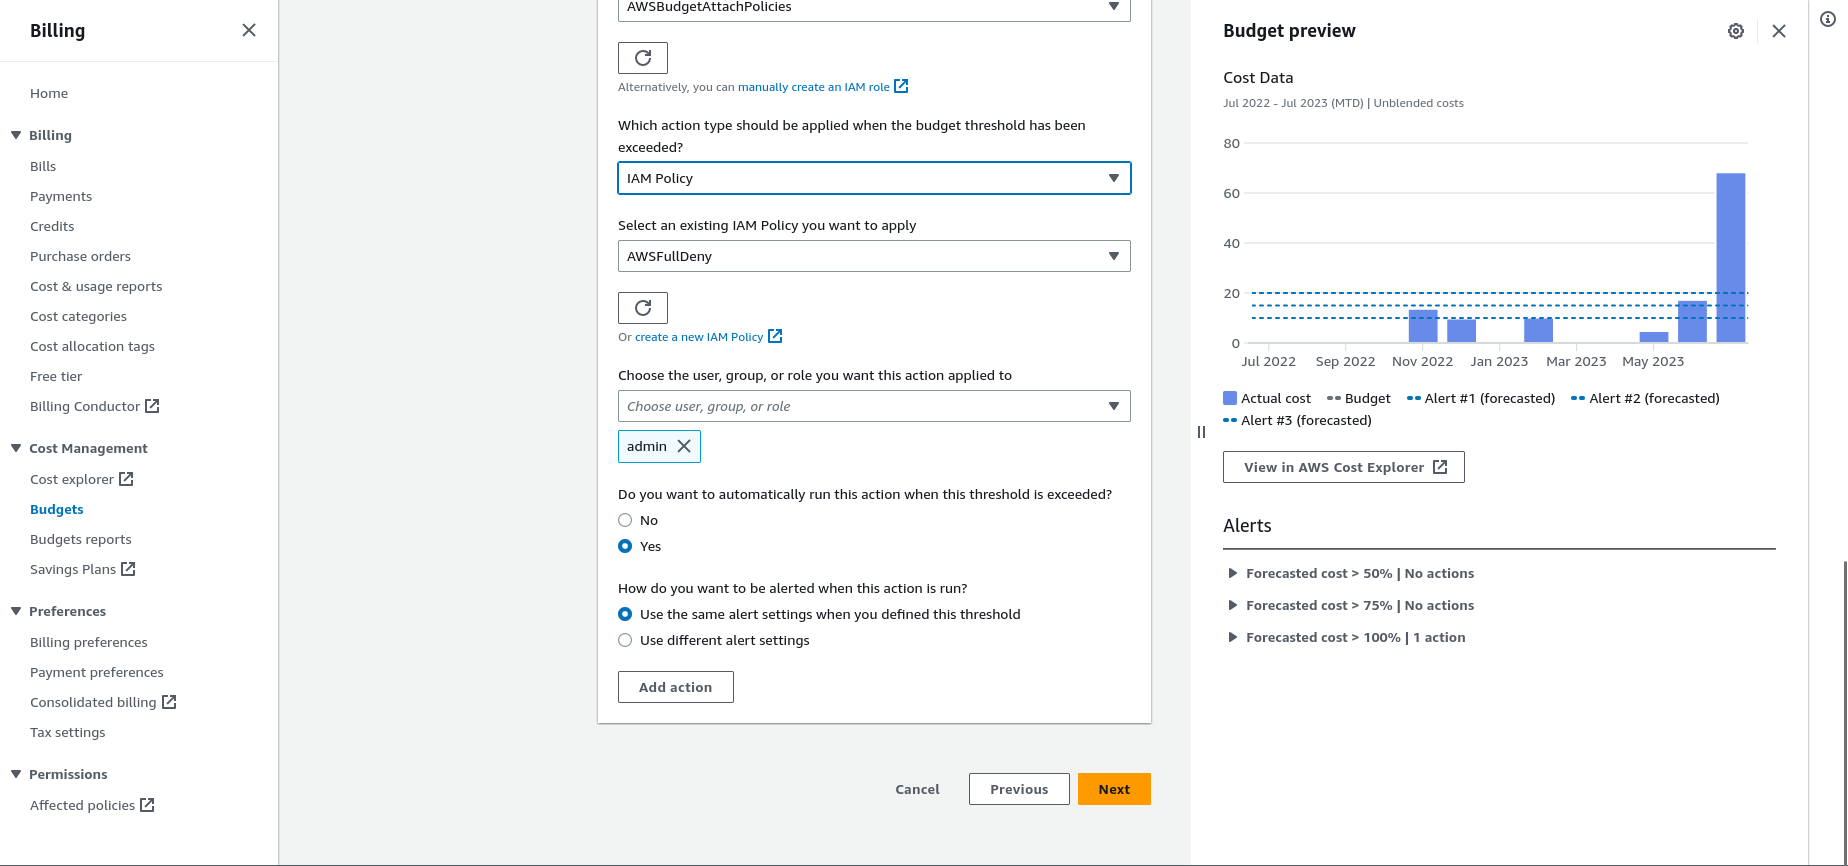 Billing
Home
Billing
Bills
Payments
Credits
Purchase orders
Cost & usage reports
Cost categories
Cost allocation tags
Free tier
Billing Conductor
Cost Management
Cost explorer
Budgets
Budgets reports
Savings Plans
Preferences
Billing preferences
Payment preferences
Consolidated billing
Tax settings
Permissions
Affected policies
AWSBudgetAttachPolicies
Alternatively, you can manually create an IAM role
Which action type should be applied when the budget threshold has been
exceeded?
IAM Policy
Select an existing IAM Policy you want to apply
AWSFullDeny
Or create a new IAM Policy
Choose the user, group, or role you want this action applied to
Choose user, group, or role
admin
Do you want to automatically run this action when this threshold is exceeded?
No
Yes
How do you want to be alerted when this action is run?
Use the same alert settings when you defined this threshold
Use different alert settings
Add action
Cancel Previous Next
Budget preview
Cost Data
Jul 2022 - Jul 2023 (MTD) | Unblended costs
80
60
40
20
0
Jul 2022 Sep 2022 Nov 2022 Jan 2023 Mar 2023 May 2023
Actual cost Budget Alert #1 (forecasted) Alert #2 (forecasted)
Alert #3 (forecasted)
View in AWS Cost Explorer
Alerts
Forecasted cost > 50% | No actions
Forecasted cost > 75% | No actions
Forecasted cost > 100% | 1 action